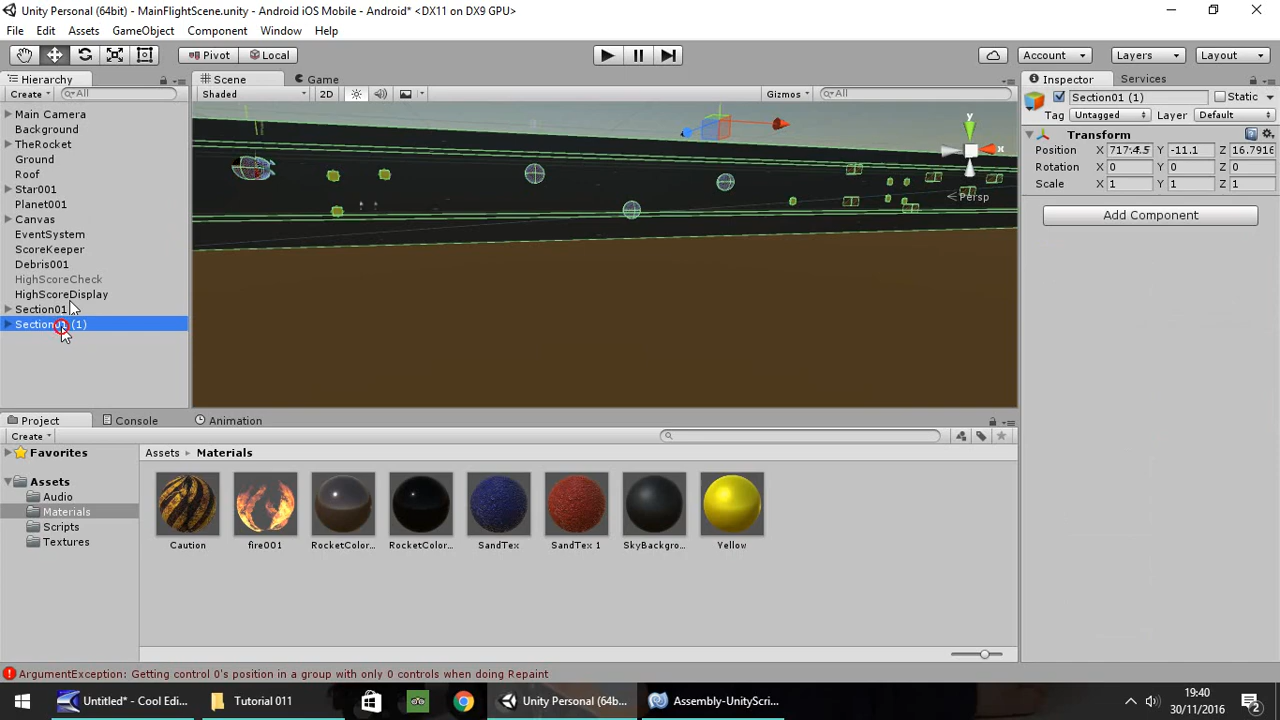 Unity Personal (64bit) - MainFlightScene.unity - Android iOS Mobile - Android* <DX11 on DX9 GPU>
File Edit Assets GameObject Component Window Help
Pivot Local Account Layers Layout
Hierarchy Scene Game Inspector Services
Create All Shaded 2D Gizmos All Section01 (1) Static
Main Camera Tag Untagged Layer Default
Background
TheRocket Transform
Ground Position X Y -11.1 Z 16.7916
Roof Rotation X 0 Y 0 Z 0
Star001 Scale X 1 Y 1 Z 1
Planet001
Canvas Add Component
EventSystem
ScoreKeeper
Debris001
HighScoreCheck
HighScoreDisplay
Section01
Section01 (1)
y
x
Persp
Project Console Animation
Create
Favorites Assets Materials
Assets
Audio
Materials
Scripts
Textures
Caution fire001 RocketColor... RocketColor... SandTex SandTex 1 SkyBackgro... Yellow
ArgumentException: Getting control 0's position in a group with only 0 controls when doing Repaint
Untitled* - Cool Edi... Tutorial 011 Unity Personal (64b... Assembly-UnityScri...
19:40
30/11/2016
2